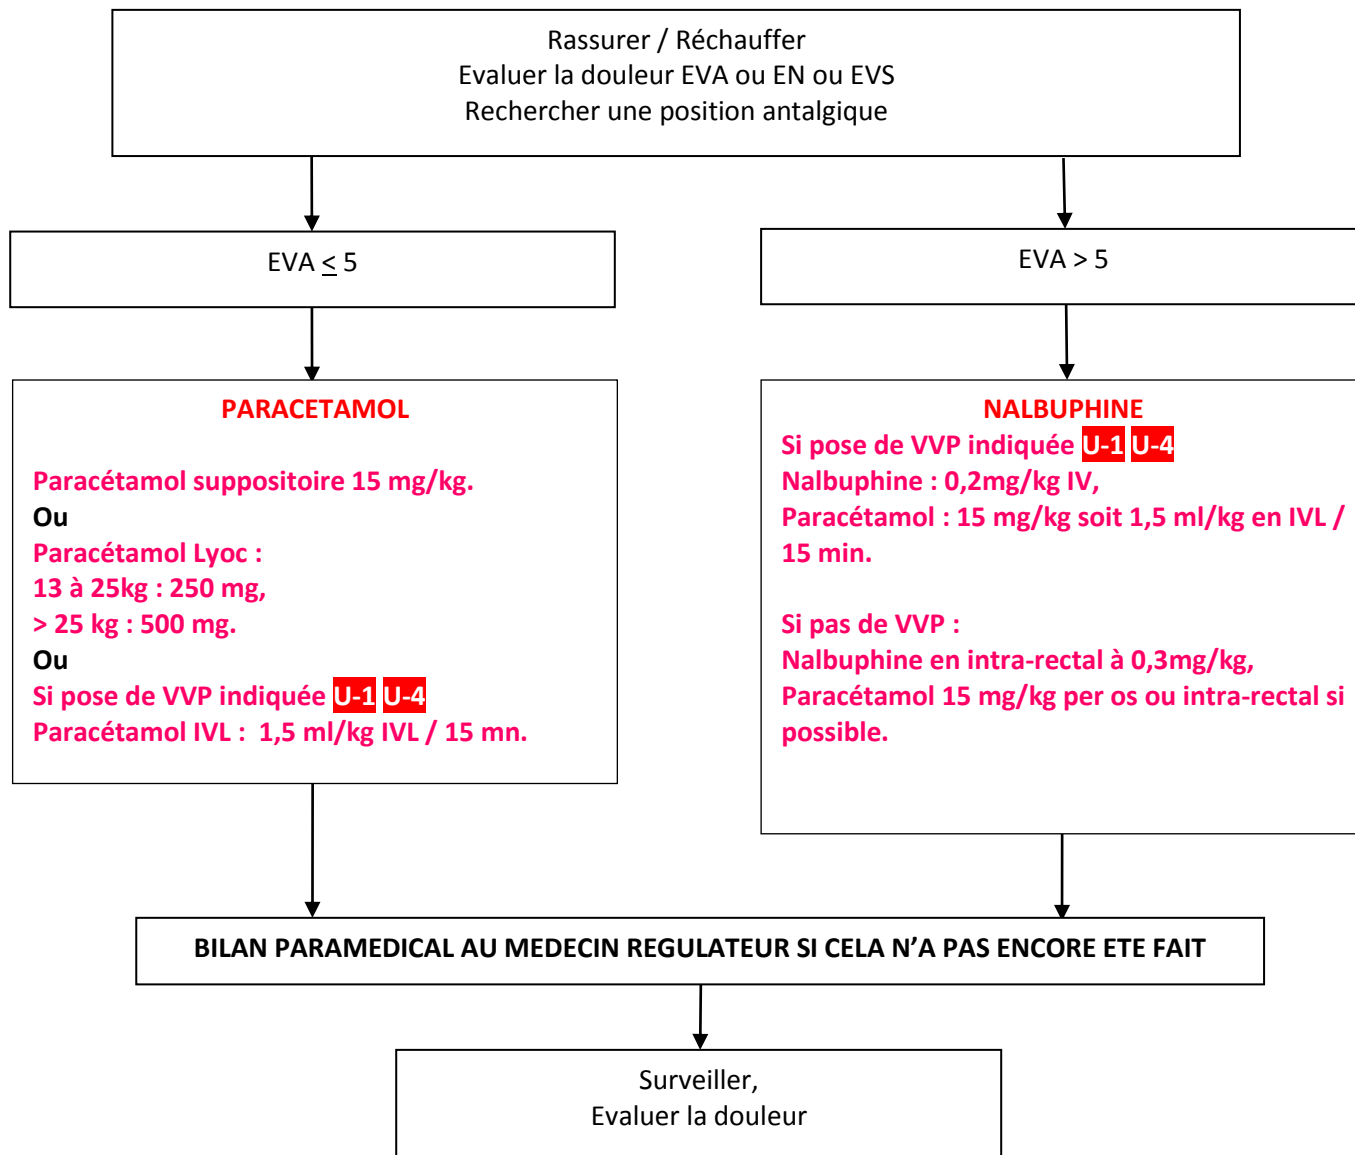 Rassurer / Réchauffer
Evaluer la douleur EVA ou EN ou EVS
Rechercher une position antalgique
EVA ≤ 5
EVA > 5
PARACETAMOL
Paracétamol suppositoire 15 mg/kg.
Ou
Paracétamol Lyoc :
13 à 25kg : 250 mg,
> 25 kg : 500 mg.
Ou
Si pose de VVP indiquée U-1 U-4
Paracétamol IVL : 1,5 ml/kg IVL / 15 mn.
NALBUPHINE
Si pose de VVP indiquée U-1 U-4
Nalbuphine : 0,2mg/kg IV,
Paracétamol : 15 mg/kg soit 1,5 ml/kg en IVL /
15 min.
Si pas de VVP :
Nalbuphine en intra-rectal à 0,3mg/kg,
Paracétamol 15 mg/kg per os ou intra-rectal si
possible.
BILAN PARAMEDICAL AU MEDECIN REGULATEUR SI CELA N’A PAS ENCORE ETE FAIT
Surveiller,
Evaluer la douleur